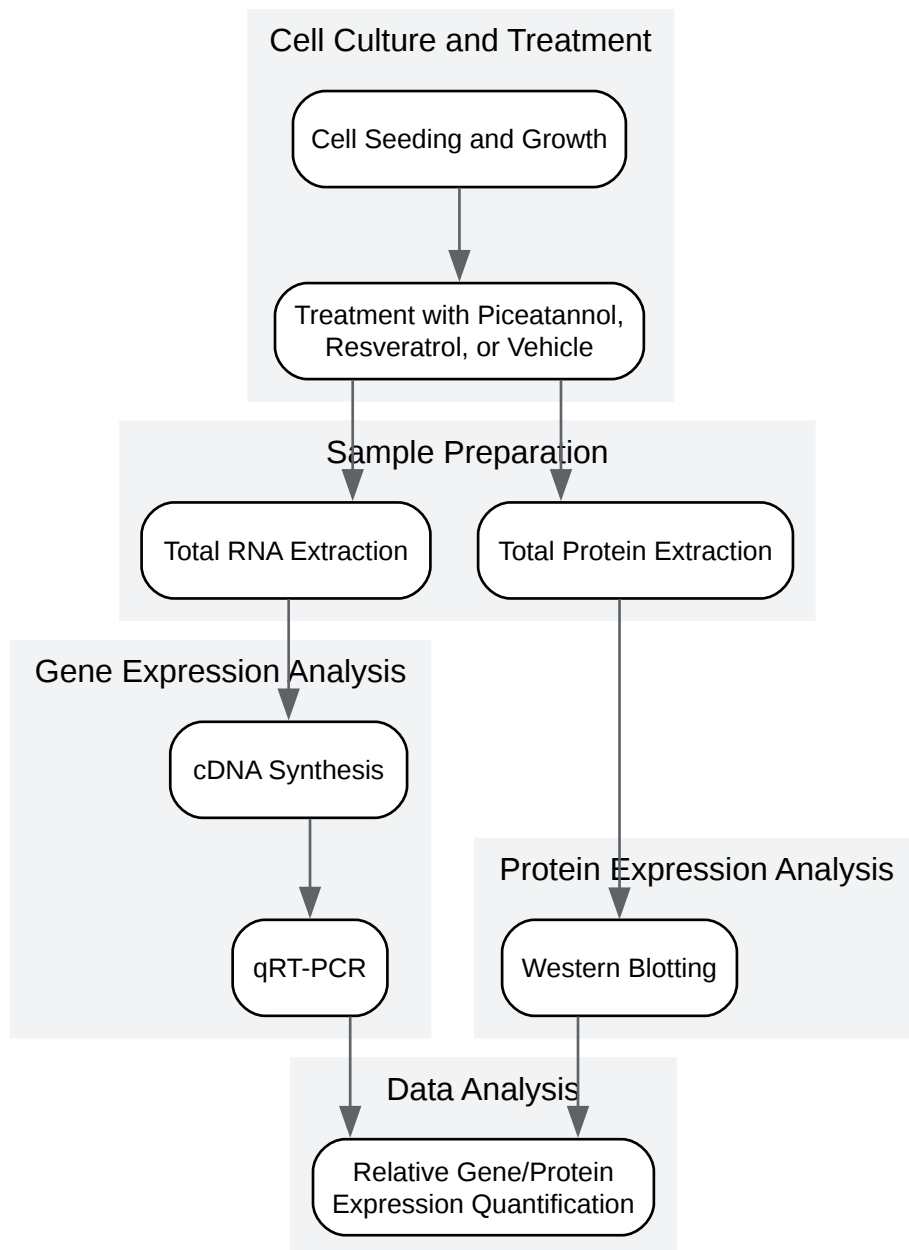 Cell Culture and Treatment
Cell Seeding and Growth
Treatment with Piceatannol,
Resveratrol, or Vehicle
Sample Preparation
Total RNA Extraction
Total Protein Extraction
Gene Expression Analysis
cDNA Synthesis
Protein Expression Analysis
qRT-PCR
Western Blotting
Data Analysis
Relative Gene/Protein
Expression Quantification